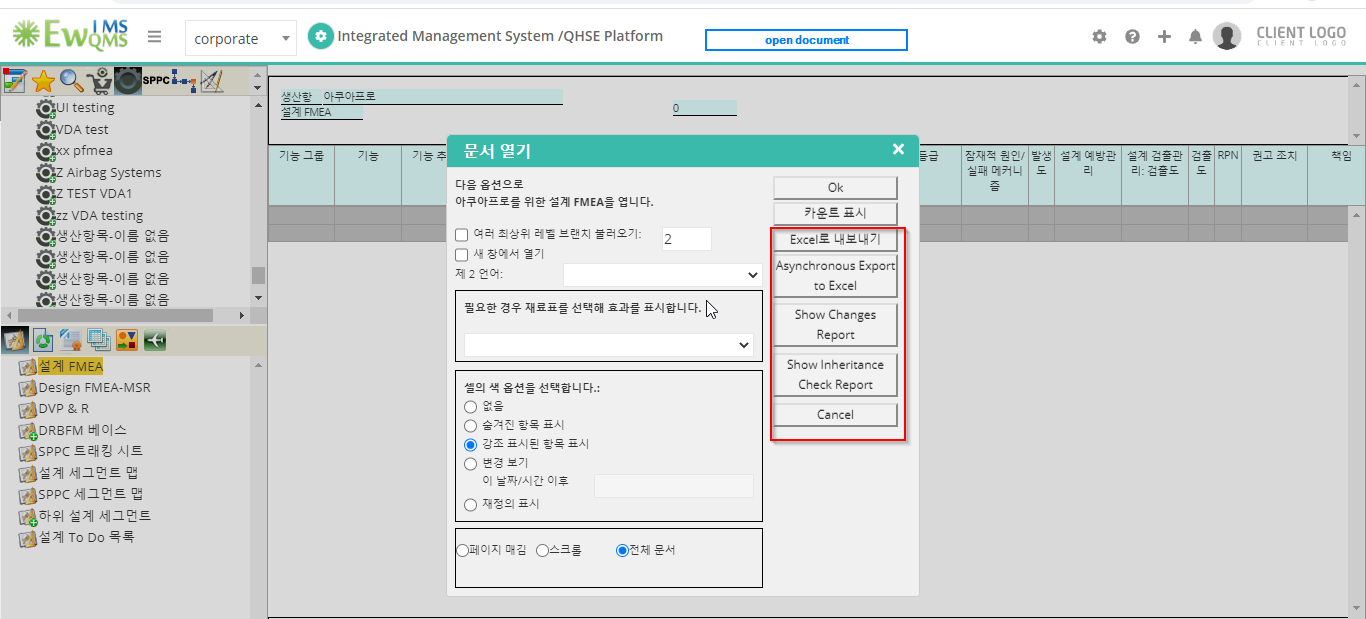 EwIMS
QMS
corporate
Integrated Management System /QHSE Platform
open document
CLIENT LOGO
CLIENT LOGO
SPPC
UI testing
VDA test
xx pfmea
Z Airbag Systems
Z TEST VDA1
zz VDA testing
생산항목-이름 없음
생산항목-이름 없음
생산항목-이름 없음
생산항목-이름 없음
설계 FMEA
Design FMEA-MSR
DVP & R
DRBFM 베이스
SPPC 트래킹 시트
설계 세그먼트 맵
SPPC 세그먼트 맵
하위 설계 세그먼트
설계 To Do 목록
생산항 아쿠아프로
설계 FMEA
0
기능 그룹
기능
기능 추
등급
잠재적 원인/
실패 메커니
즘
발생
도
설계 예방관
리
설계 검출관
리: 검출도
검출
도
RPN
권고 조치
책임
문서 열기
다음 옵션으로
아쿠아프로를 위한 설계 FMEA을 엽니다.
여러 최상위 레벨 브랜치 불러오기:
2
새 창에서 열기
제 2 언어:
필요한 경우 재료표를 선택해 효과를 표시합니다.
셀의 색 옵션을 선택합니다.:
없음
숨겨진 항목 표시
강조 표시된 항목 표시
변경 보기
이 날짜/시간 이후
재정의 표시
페이지 매김
스크롤
전체 문서
Ok
카운트 표시
Excel로 내보내기
Asynchronous Export
to Excel
Show Changes
Report
Show Inheritance
Check Report
Cancel